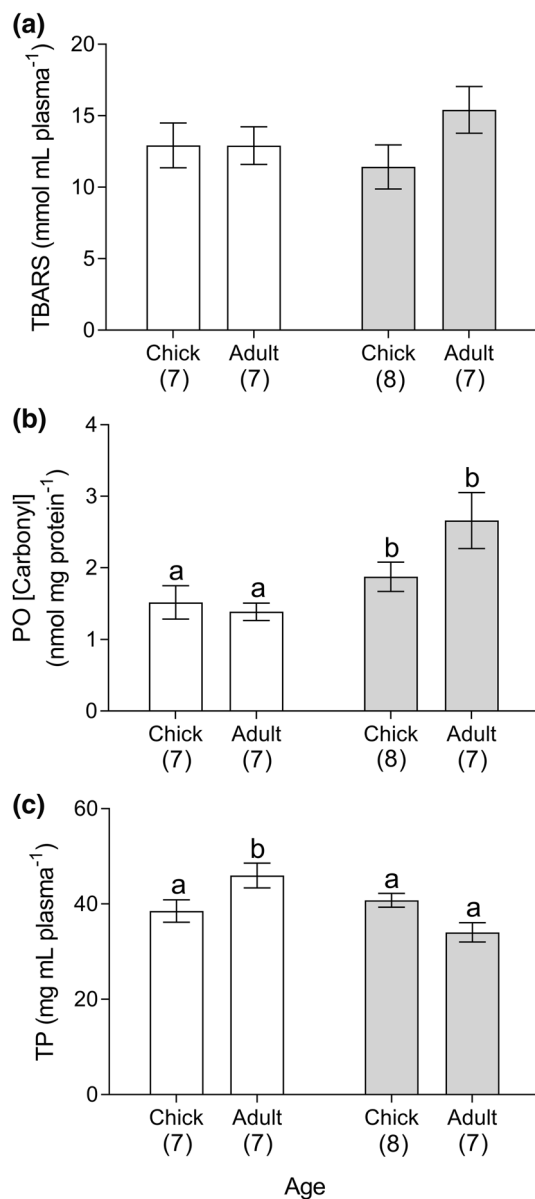 (a)
TBARS (mmol mL plasma⁻¹)
20
15
10
5
0
Chick Adult Chick Adult
(7) (7) (8) (7)
(b)
PO [Carbonyl]
(nmol mg protein⁻¹)
4
3
2
1
0
a a b b
Chick Adult Chick Adult
(7) (7) (8) (7)
(c)
TP (mg mL plasma⁻¹)
60
40
20
0
a b a a
Chick Adult Chick Adult
(7) (7) (8) (7)
Age